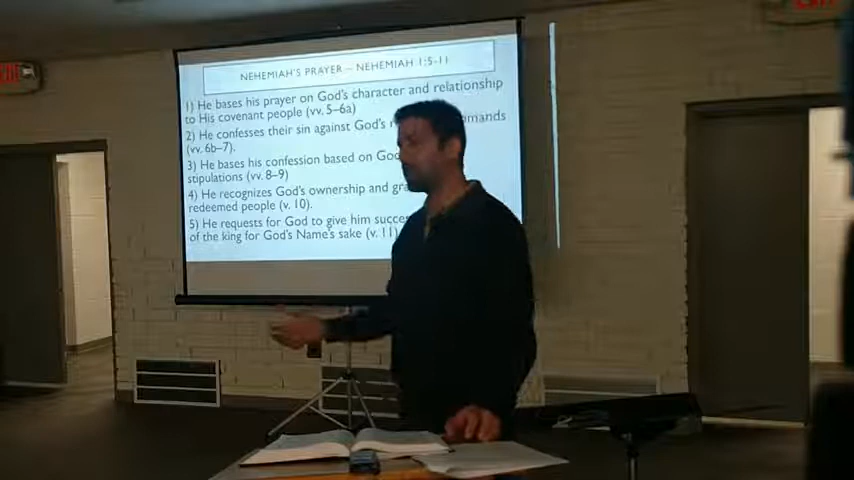 EXIT
NEHEMIAH'S PRAYER – NEHEMIAH 1:5-11
1) He bases his prayer on God's character and relationship
to His covenant people (vv. 5-6a)
2) He confesses their sin against God's
(vv. 6b-7).
3) He bases his confession based on
stipulations (vv. 8-9)
4) He recognizes God's ownership and
redeemed people (v. 10).
5) He requests for God to give him
of the king for God's Name's sake (v. 11)